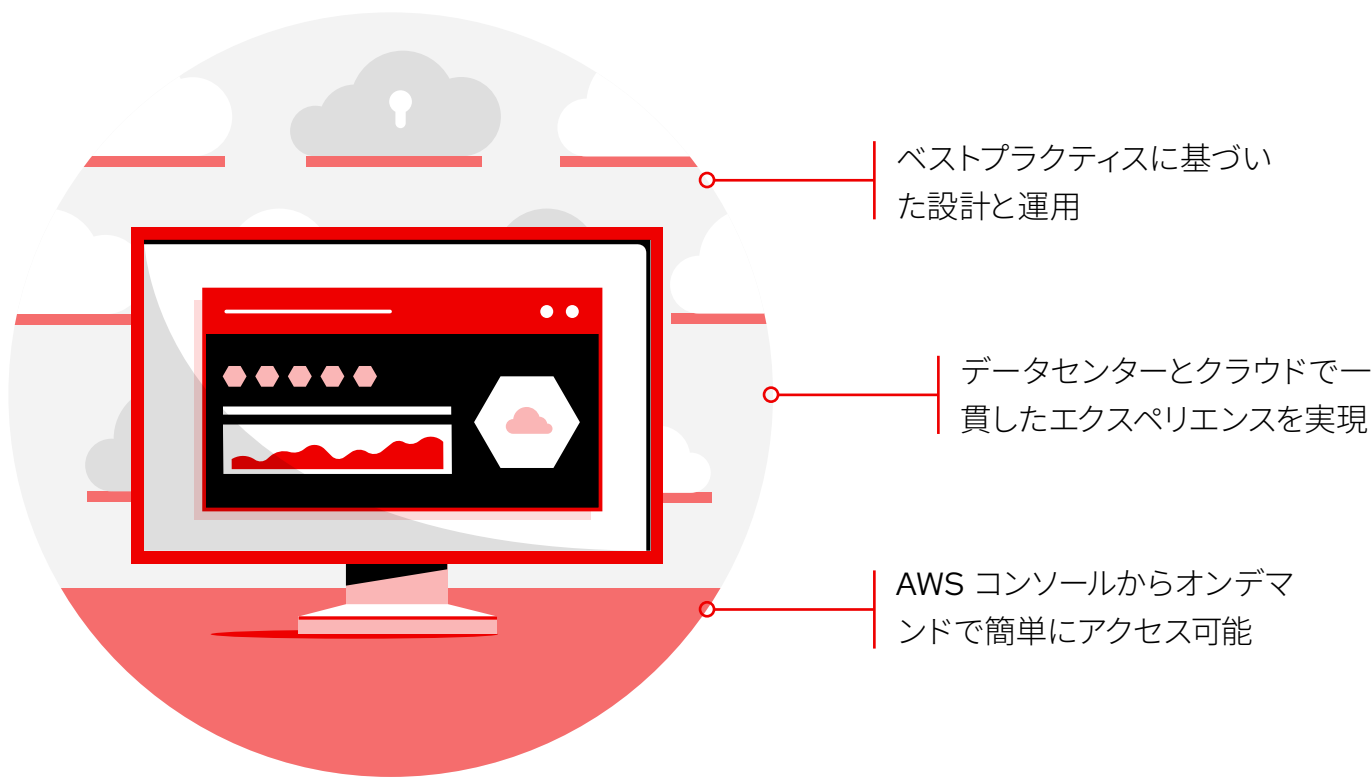 ベストプラクティスに基づい
た設計と運用
データセンターとクラウドで一
貫したエクスペリエンスを実現
AWS コンソールからオンデマ
ンドで簡単にアクセス可能